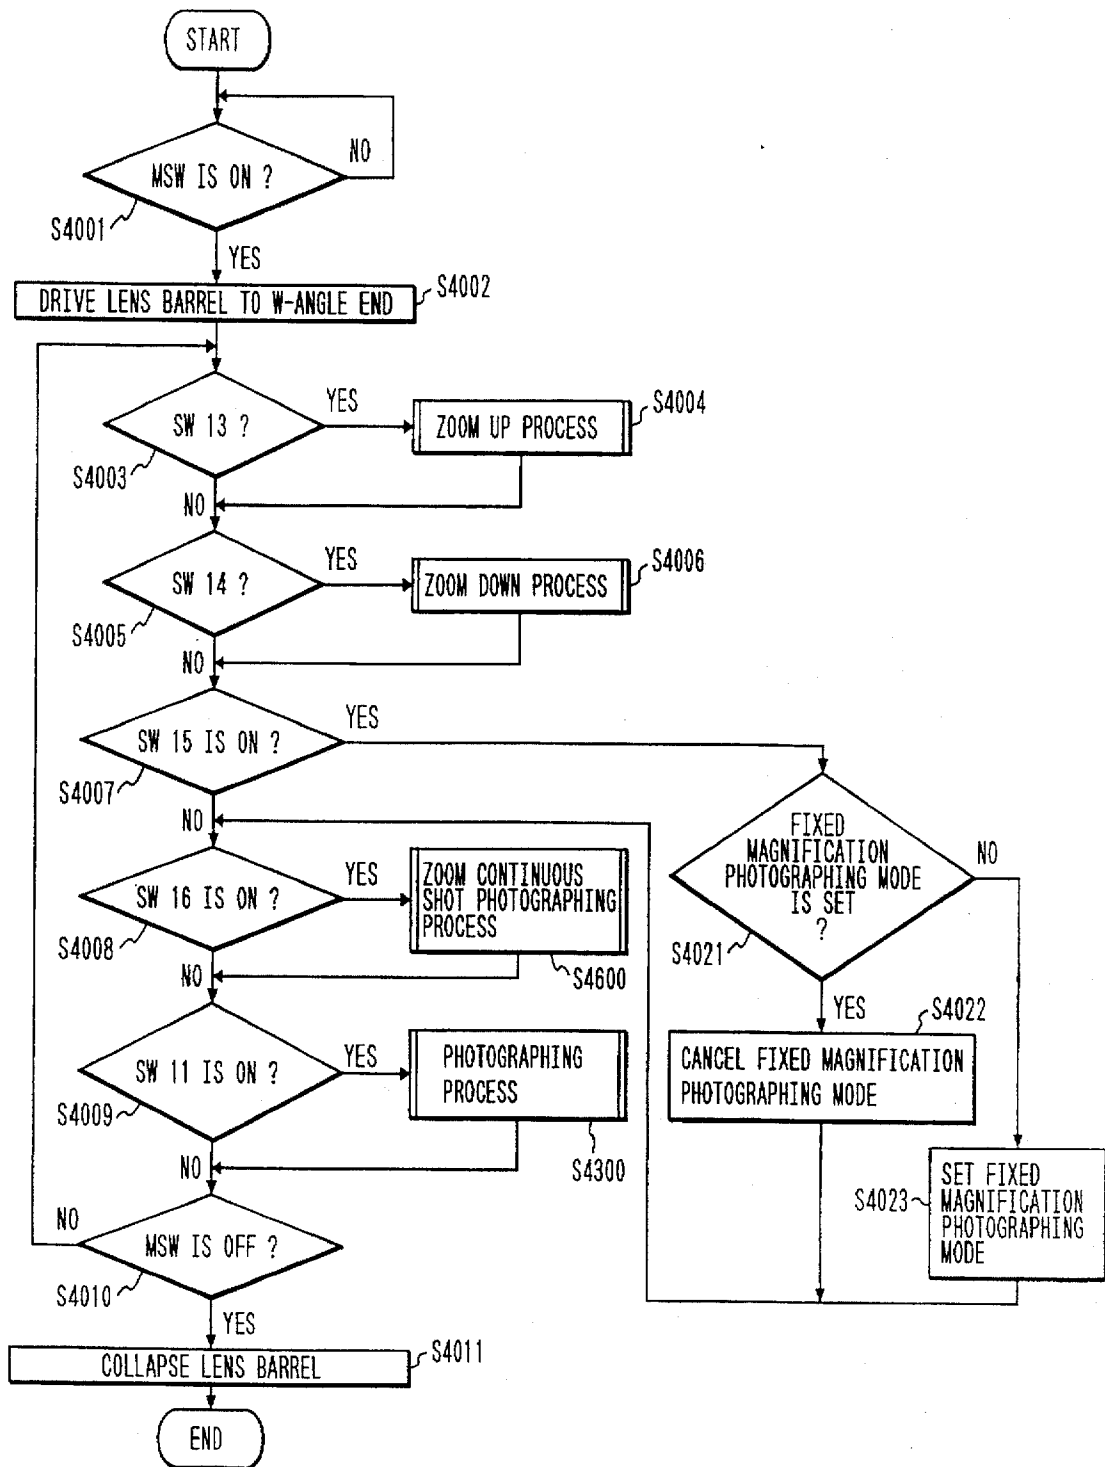 START
MSW IS ON ?
NO
S4001
YES
DRIVE LENS BARREL TO W-ANGLE END
S4002
SW 13 ?
YES
S4003
ZOOM UP PROCESS
S4004
NO
SW 14 ?
YES
S4005
ZOOM DOWN PROCESS
S4006
NO
SW 15 IS ON ?
YES
S4007
NO
FIXED
MAGNIFICATION
PHOTOGRAPHING MODE
IS SET
?
NO
S4021
YES
S4022
CANCEL FIXED MAGNIFICATION
PHOTOGRAPHING MODE
S4023
SET FIXED
MAGNIFICATION
PHOTOGRAPHING
MODE
SW 16 IS ON ?
YES
S4008
ZOOM CONTINUOUS
SHOT PHOTOGRAPHING
PROCESS
S4600
NO
SW 11 IS ON ?
YES
S4009
PHOTOGRAPHING
PROCESS
S4300
NO
MSW IS OFF ?
NO
S4010
YES
COLLAPSE LENS BARREL
S4011
END